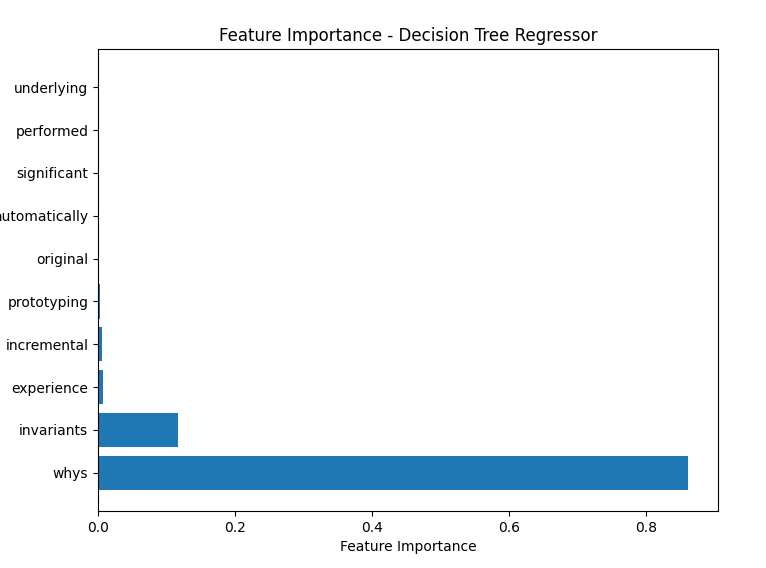 Feature Importance - Decision Tree Regressor
underlying
performed
significant
automatically
original
prototyping
incremental
experience
invariants
whys
0.0 0.2 0.4 0.6 0.8
Feature Importance